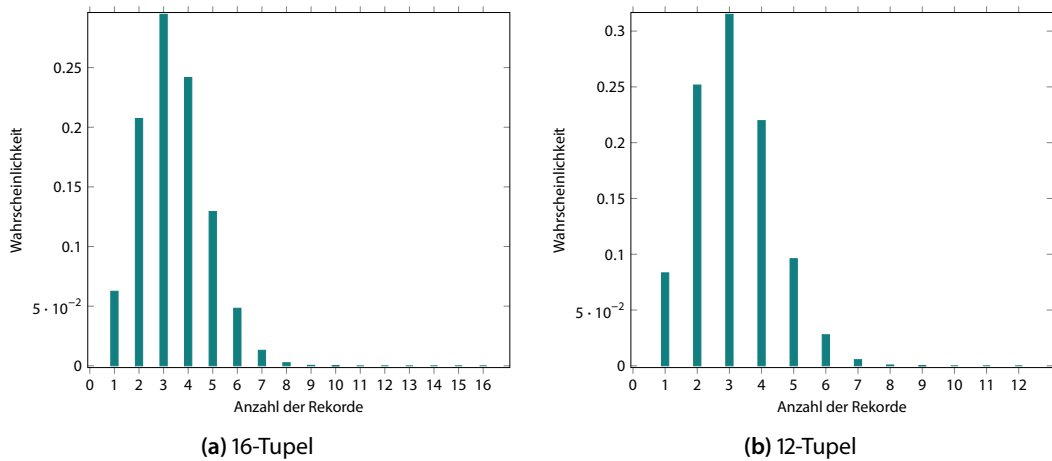 0.25
0.2
0.15
0.1
5 · 10⁻²
0
Wahrscheinlichkeit
0 1 2 3 4 5 6 7 8 9 10 11 12 13 14 15 16
Anzahl der Rekorde
(a) 16-Tupel
0.3
0.25
0.2
0.15
0.1
5 · 10⁻²
0
Wahrscheinlichkeit
0 1 2 3 4 5 6 7 8 9 10 11 12
Anzahl der Rekorde
(b) 12-Tupel